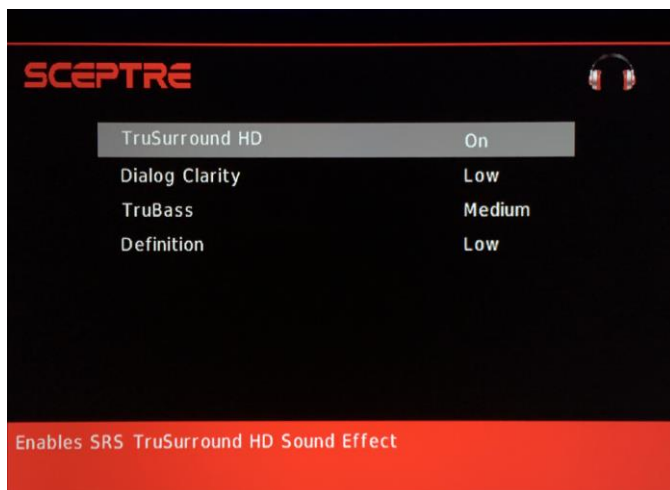 SCEPTRE
TruSurround HD On
Dialog Clarity Low
TruBass Medium
Definition Low
Enables SRS TruSurround HD Sound Effect